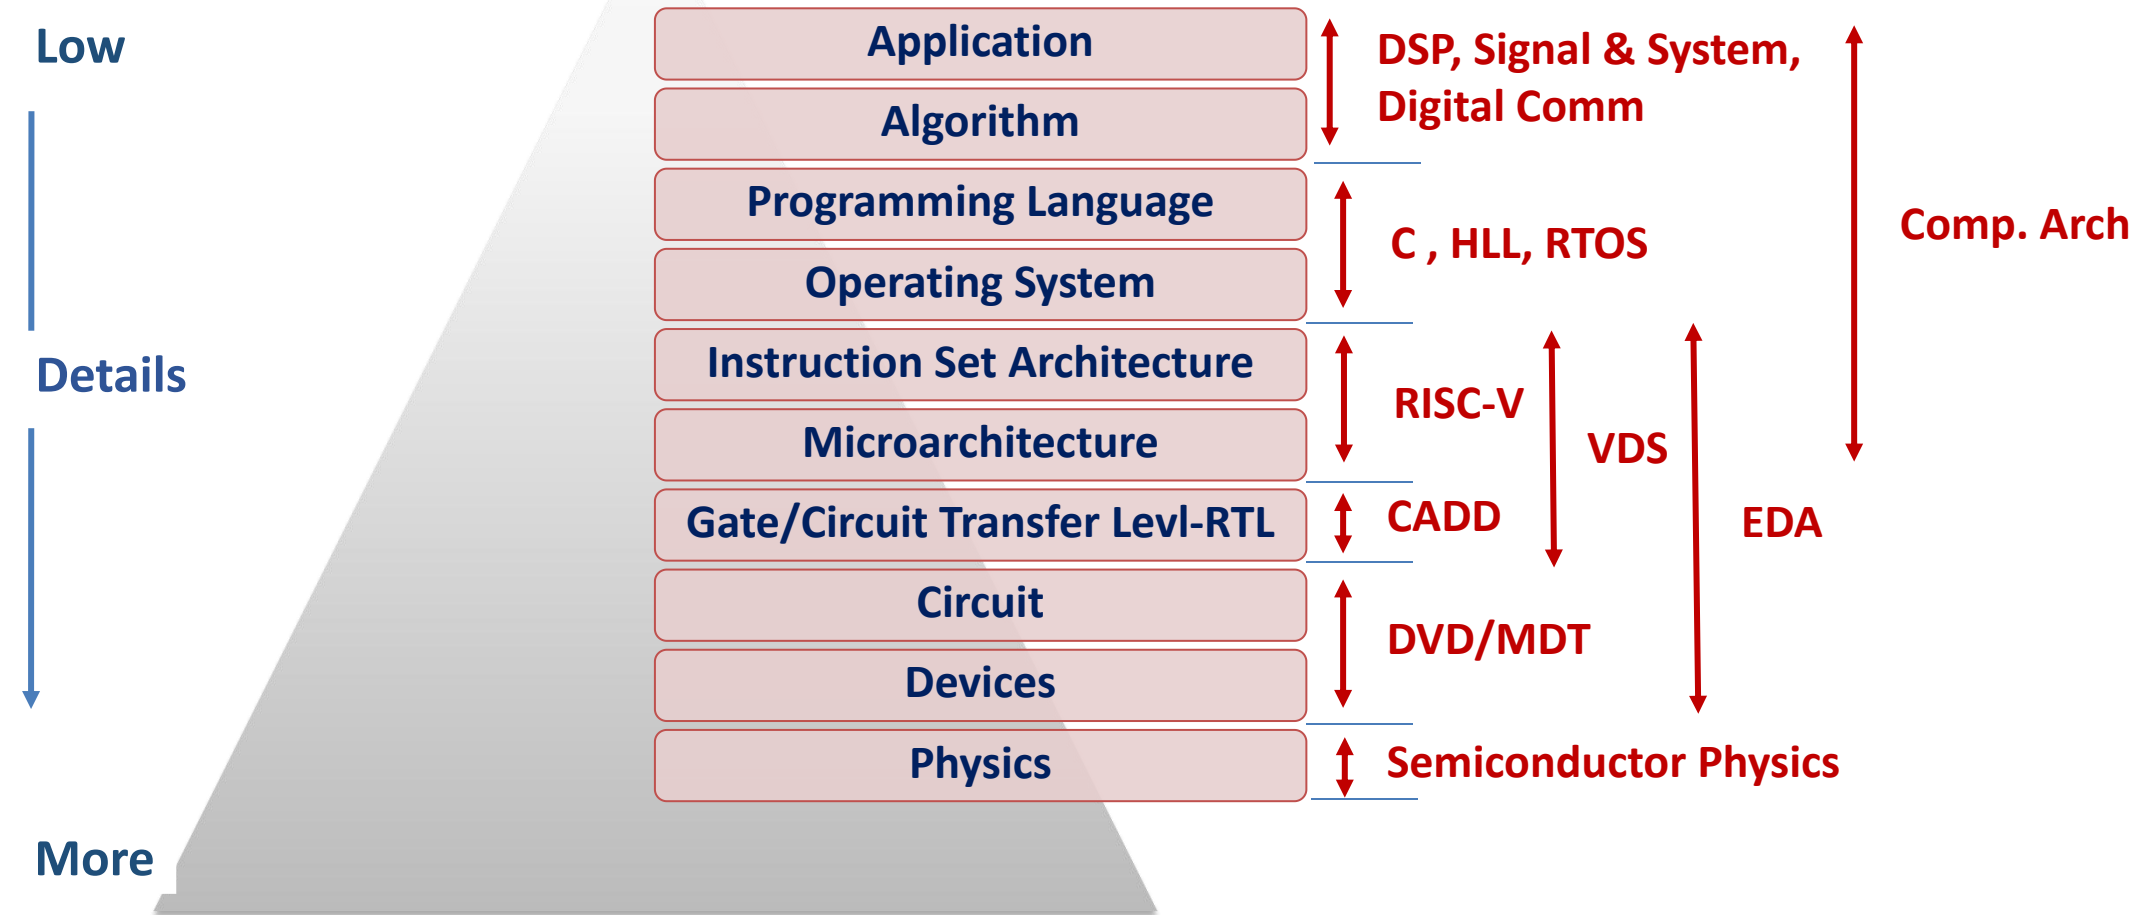 Low
Details
More
Application
Algorithm
Programming Language
Operating System
Instruction Set Architecture
Microarchitecture
Gate/Circuit Transfer Levl-RTL
Circuit
Devices
Physics
DSP, Signal & System,
Digital Comm
C , HLL, RTOS
RISC-V
CADD
DVD/MDT
Semiconductor Physics
VDS
EDA
Comp. Arch